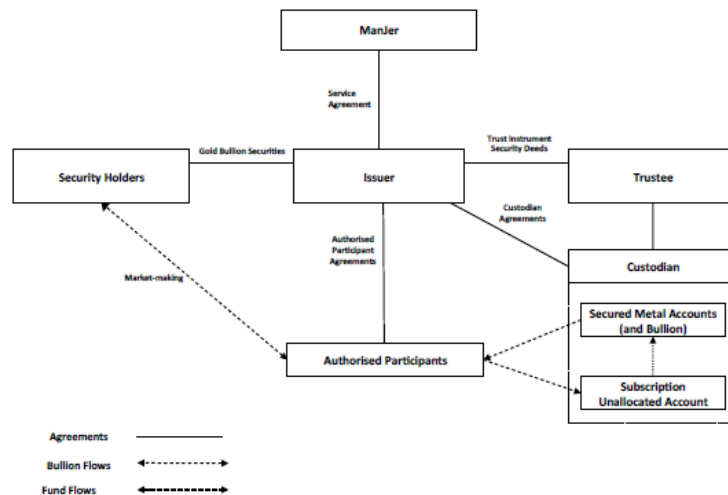 ManJer
Service
Agreement
Gold Bullion Securities
Trust Instrument
Security Deeds
Security Holders
Issuer
Trustee
Custodian
Agreements
Authorised
Participant
Agreements
Custodian
Market-making
Secured Metal Accounts
(and Bullion)
Authorised Participants
Subscription
Unallocated Account
Agreements
Bullion Flows
Fund Flows